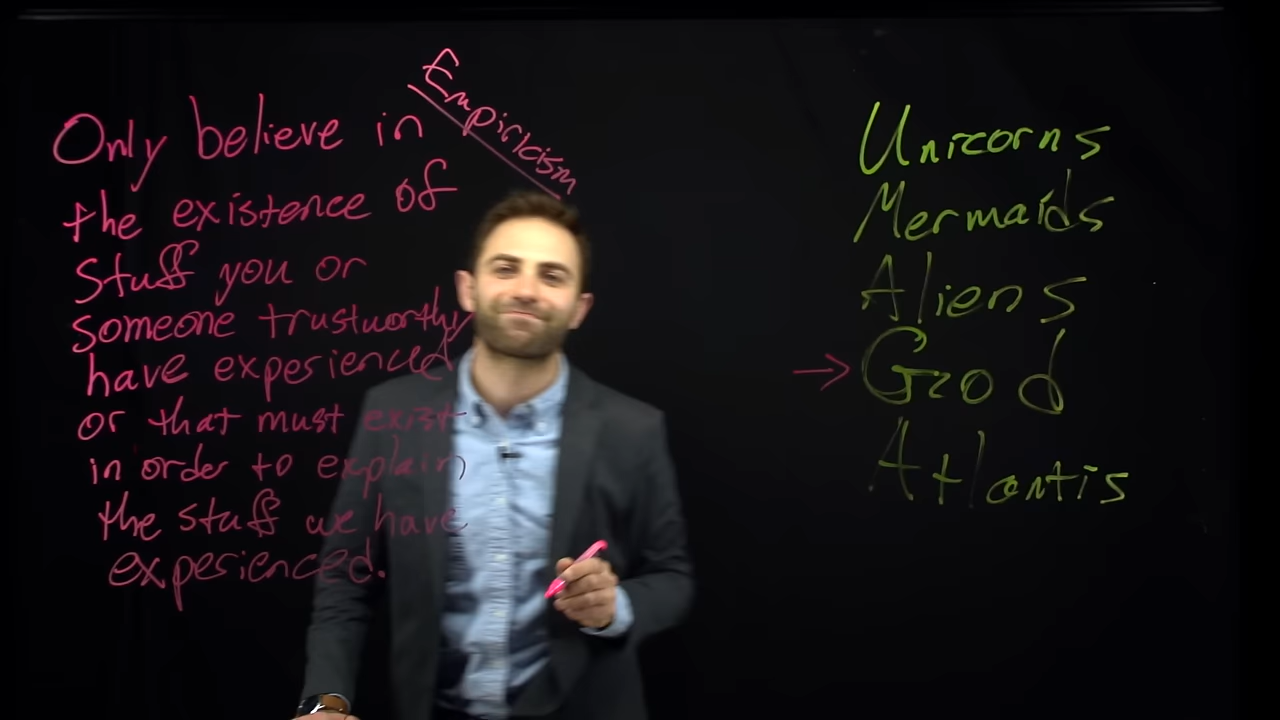 Empiricism
Only believe in
the existence of
stuff you or
someone trustworthy
have experienced
or that must exist
in order to explain
the stuff we have
experienced.
Unicorns
Mermaids
Aliens
→ God
Atlantis